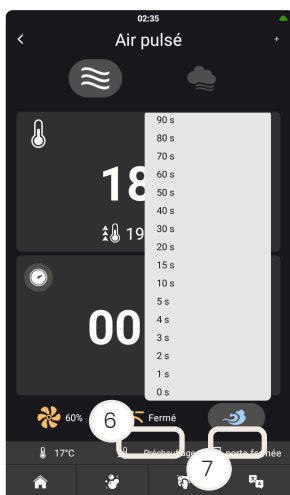 02:35
Air pulsé
+
90 s
80 s
70 s
60 s
50 s
40 s
30 s
20 s
15 s
10 s
5 s
4 s
3 s
2 s
1 s
0 s
18
19
00
60%
6
Fermé
17°C
Préchauffage
7
porte fermée